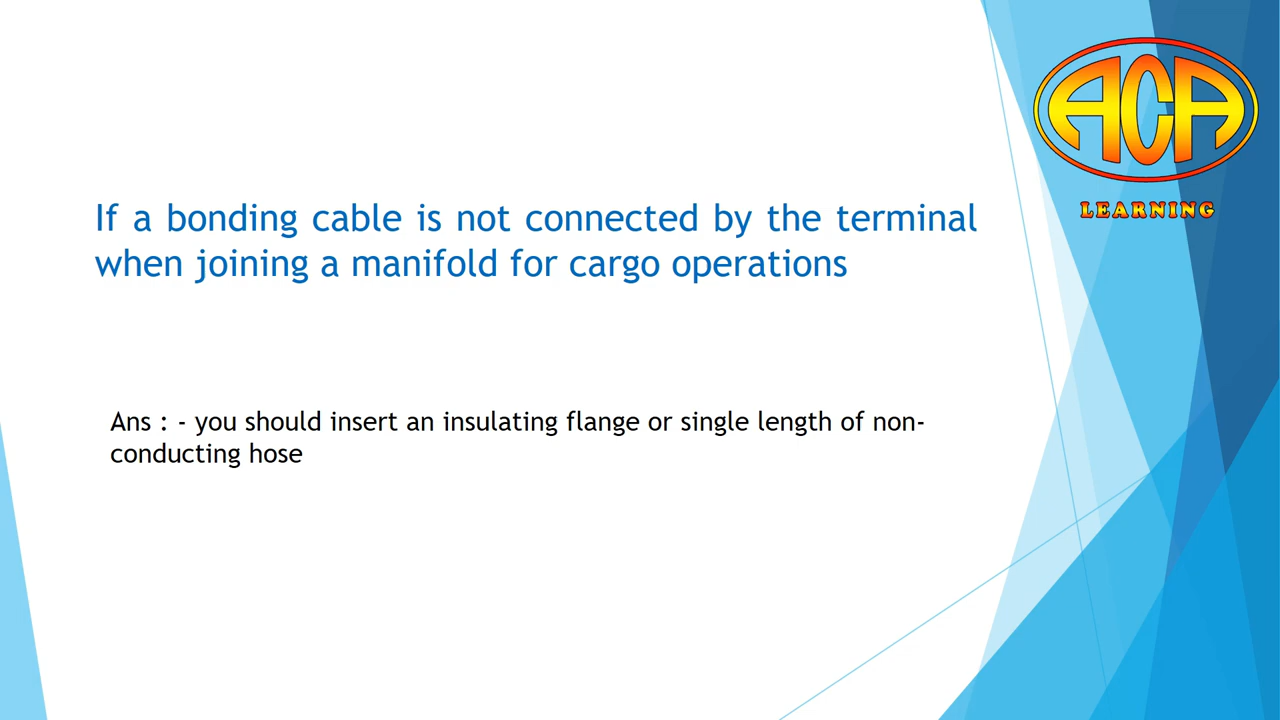 ACA
LEARNING
If a bonding cable is not connected by the terminal
when joining a manifold for cargo operations
Ans : - you should insert an insulating flange or single length of non-
conducting hose